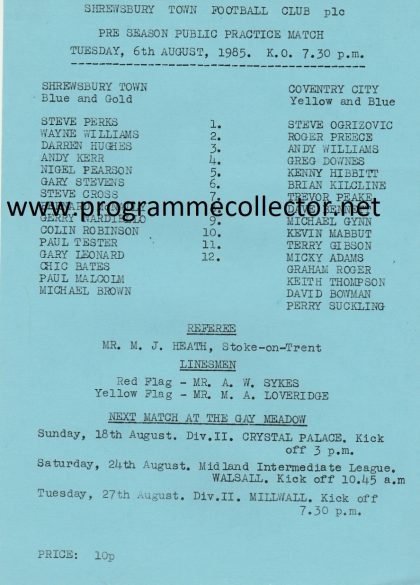 SHREWSBURY TOWN FOOTBALL CLUB plc
PRE SEASON PUBLIC PRACTICE MATCH
TUESDAY, 6th AUGUST, 1985. K.O. 7.30 p.m.
SHREWSBURY TOWN
Blue and Gold
STEVE PERKS
WAYNE WILLIAMS
DARREN HUGHES
ANDY KERR
NIGEL PEARSON
GARY STEVENS
STEVE CROSS
GERRY NARDIELLO
COLIN ROBINSON
PAUL TESTER
GARY LEONARD
CHIC BATES
PAUL MALCOLM
MICHAEL BROWN
1.
2.
3.
4.
5.
6.
7.
9.
10.
11.
12.
COVENTRY CITY
Yellow and Blue
STEVE OGRIZOVIC
ROGER PREECE
ANDY WILLIAMS
GREG DOWNES
KENNY HIBBITT
BRIAN KILCLINE
TREVOR PEAKE
MICHAEL GYNN
KEVIN MABBUT
TERRY GIBSON
MICKY ADAMS
GRAHAM ROGER
KEITH THOMPSON
DAVID BOWMAN
PERRY SUCKLING
www.programmecollector.net
REFEREE
MR. M. J. HEATH, Stoke-on-Trent
LINESMEN
Red Flag - MR. A. W. SYKES
Yellow Flag - MR. M. A. LOVERIDGE
NEXT MATCH AT THE GAY MEADOW
Sunday, 18th August. Div.II. CRYSTAL PALACE. Kick
off 3 p.m.
Saturday, 24th August. Midland Intermediate League.
WALSALL. Kick off 10.45 a.m
Tuesday, 27th August. Div.II. MILLWALL. Kick off
7.30 p.m.
PRICE: 10p